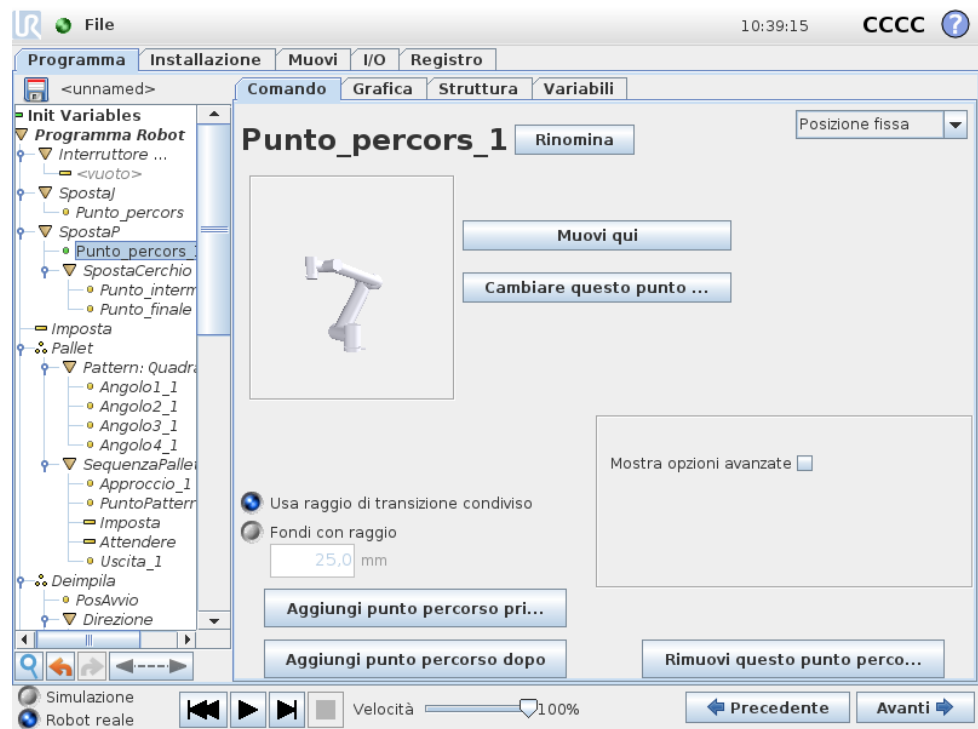 UR File 10:39:15 CCCC ?
Programma Installazione Muovi I/O Registro
<unnamed> Comando Grafica Struttura Variabili
Init Variables
Programma Robot
Interruttore ...
<vuoto>
SpostaJ
Punto_percors
SpostaP
Punto_percors_1
SpostaCerchio
Punto_interm
Punto_finale
Imposta
Pallet
Pattern: Quadra
Angolo1_1
Angolo2_1
Angolo3_1
Angolo4_1
SequenzaPallet
Approccio_1
PuntoPattern
Imposta
Attendere
Uscita_1
Deimpila
PosAvvio
Direzione
Punto_percors_1 Rinomina Posizione fissa
Muovi qui
Cambiare questo punto ...
Mostra opzioni avanzate
Usa raggio di transizione condiviso
Fondi con raggio
25,0 mm
Aggiungi punto percorso pri...
Aggiungi punto percorso dopo Rimuovi questo punto perco...
Simulazione
Robot reale
Velocità 100% Precedente Avanti